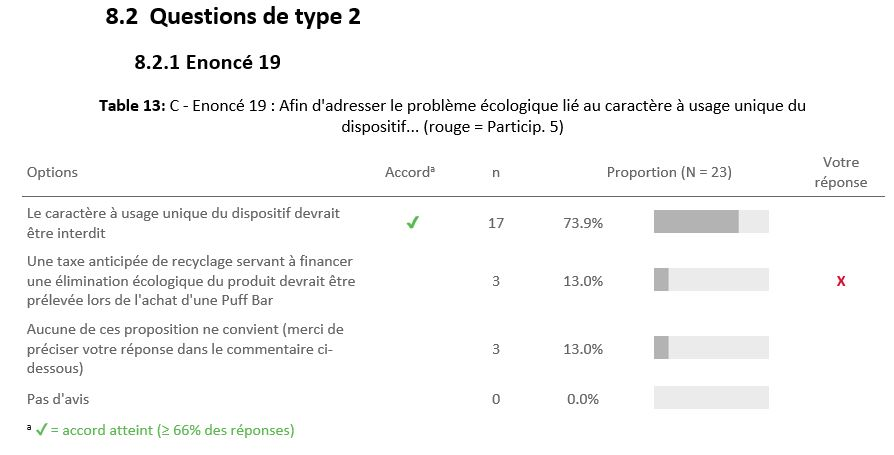 8.2 Questions de type 2
8.2.1 Enoncé 19
Table 13: C - Enoncé 19 : Afin d'adresser le problème écologique lié au caractère à usage unique du
dispositif... (rouge = Particip. 5)
Options Accordᵃ n Proportion (N = 23) Votre
réponse
Le caractère à usage unique du dispositif devrait
être interdit ✓ 17 73.9%
Une taxe anticipée de recyclage servant à financer
une élimination écologique du produit devrait être 3 13.0% X
prélevée lors de l'achat d'une Puff Bar
Aucune de ces proposition ne convient (merci de
préciser votre réponse dans le commentaire ci- 3 13.0%
dessous)
Pas d'avis 0 0.0%
ᵃ ✓ = accord atteint (≥ 66% des réponses)